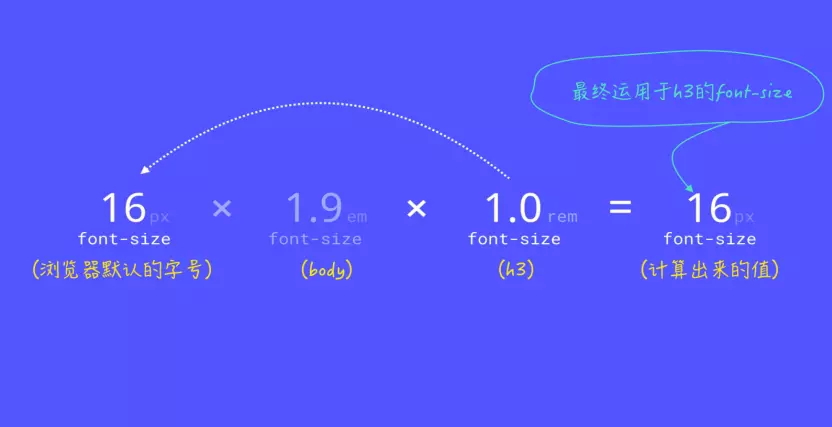 最终运用于h3的font-size
16px × 1.9em × 1.0rem = 16px
font-size font-size font-size font-size
(浏览器默认的字号) (body) (h3) (计算出来的值)